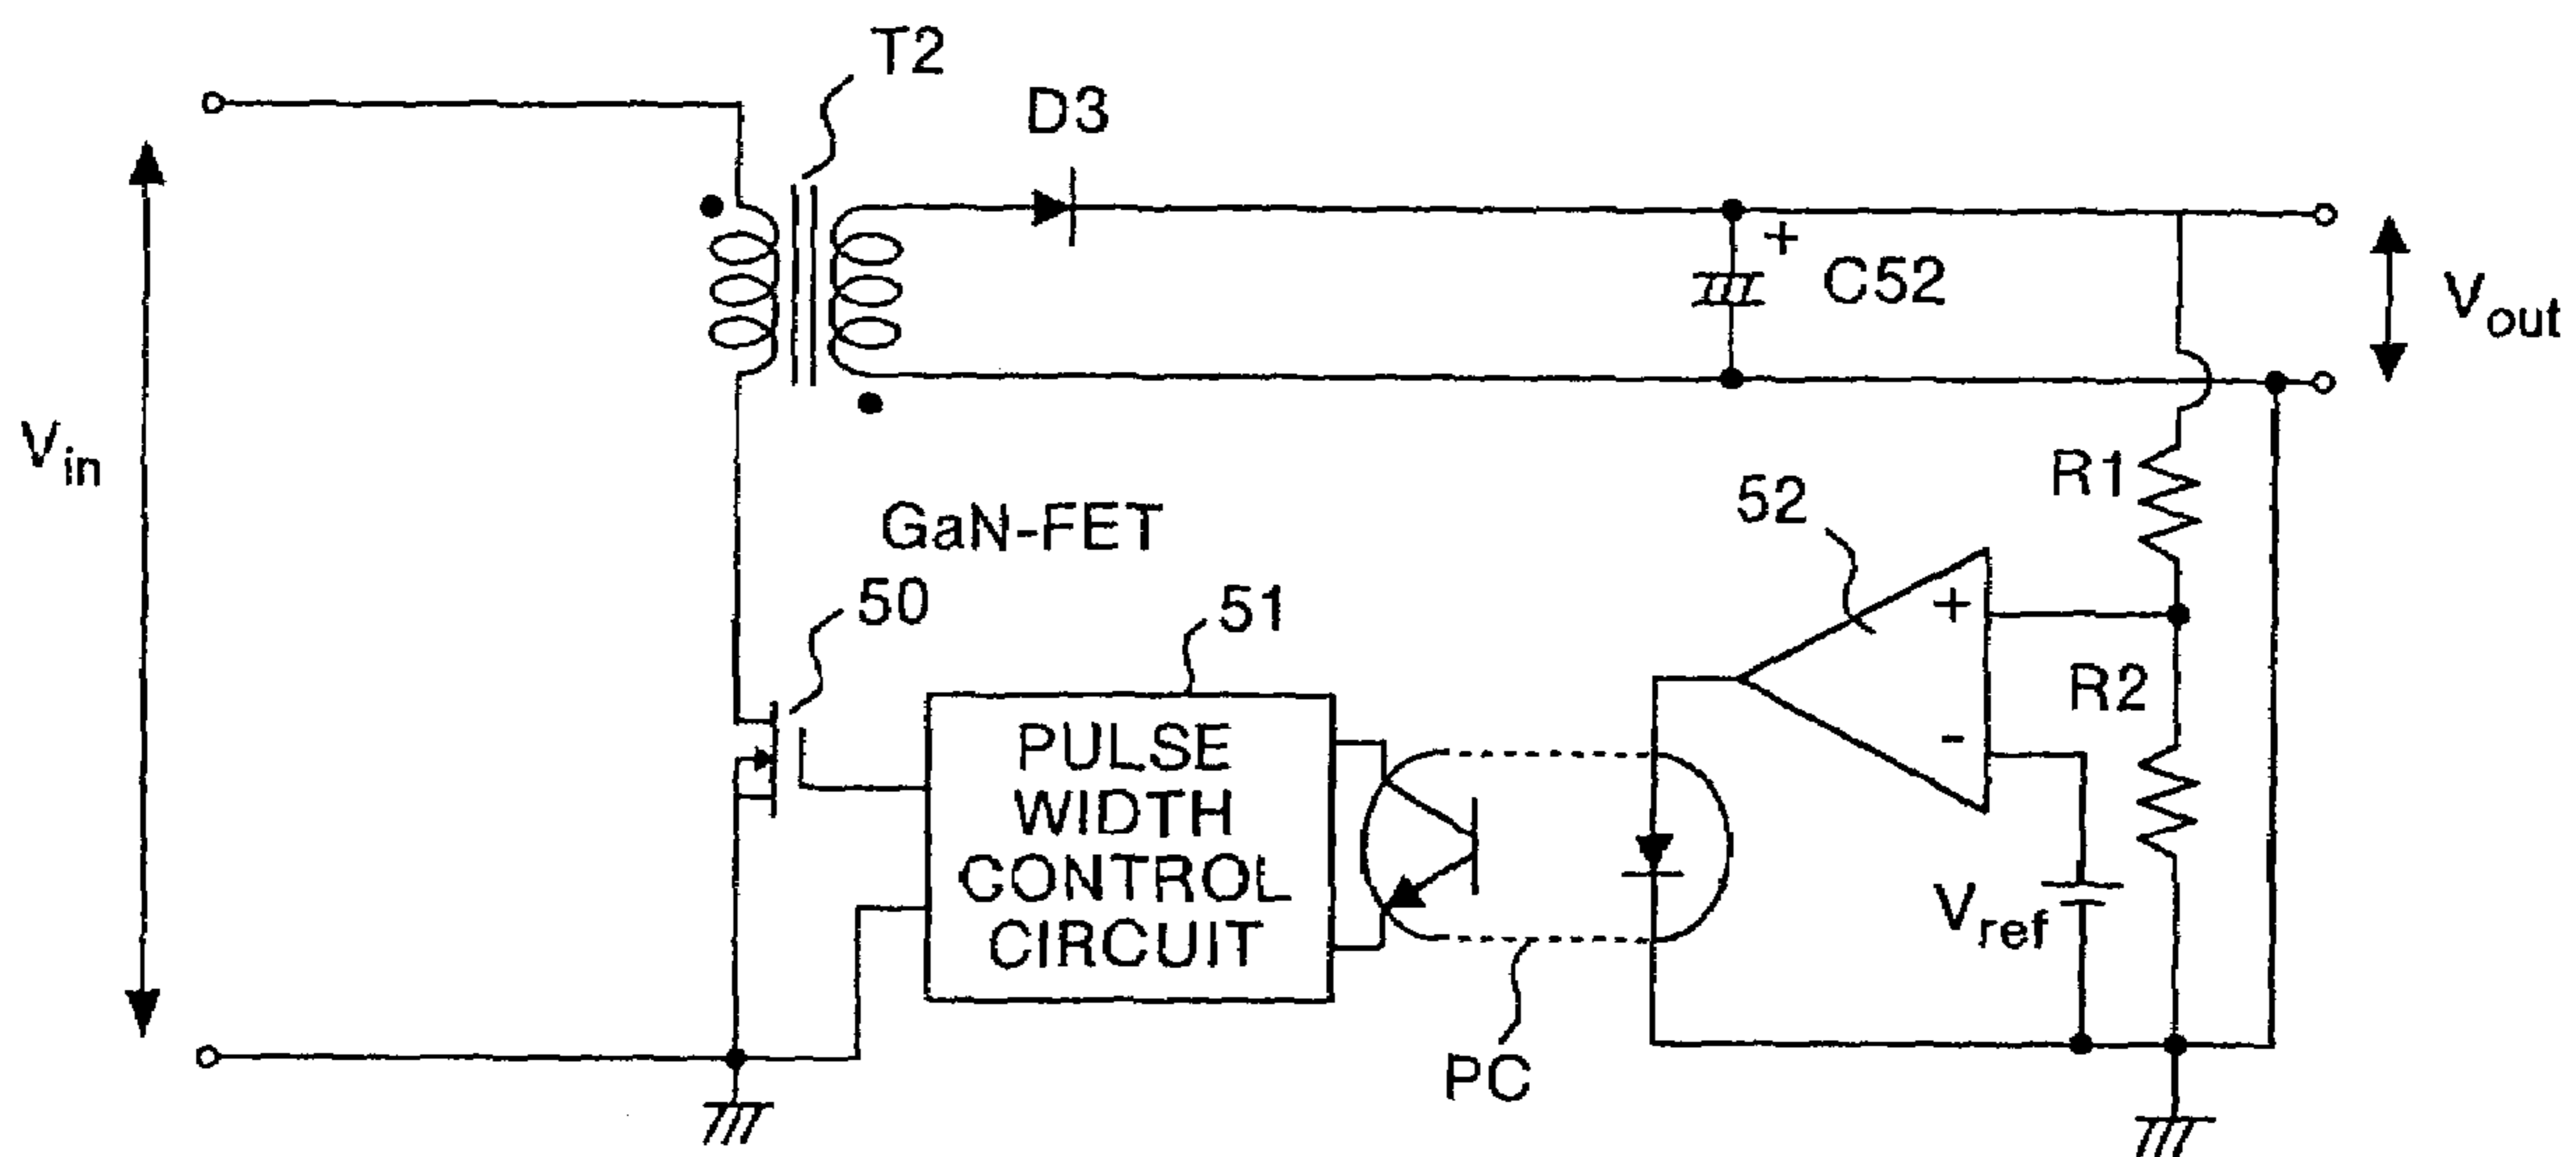 T2
D3
+
C52
Vout
Vin
R1
52
GaN-FET
50
51
+
R2
-
PULSE
WIDTH
CONTROL
CIRCUIT
Vref
PC